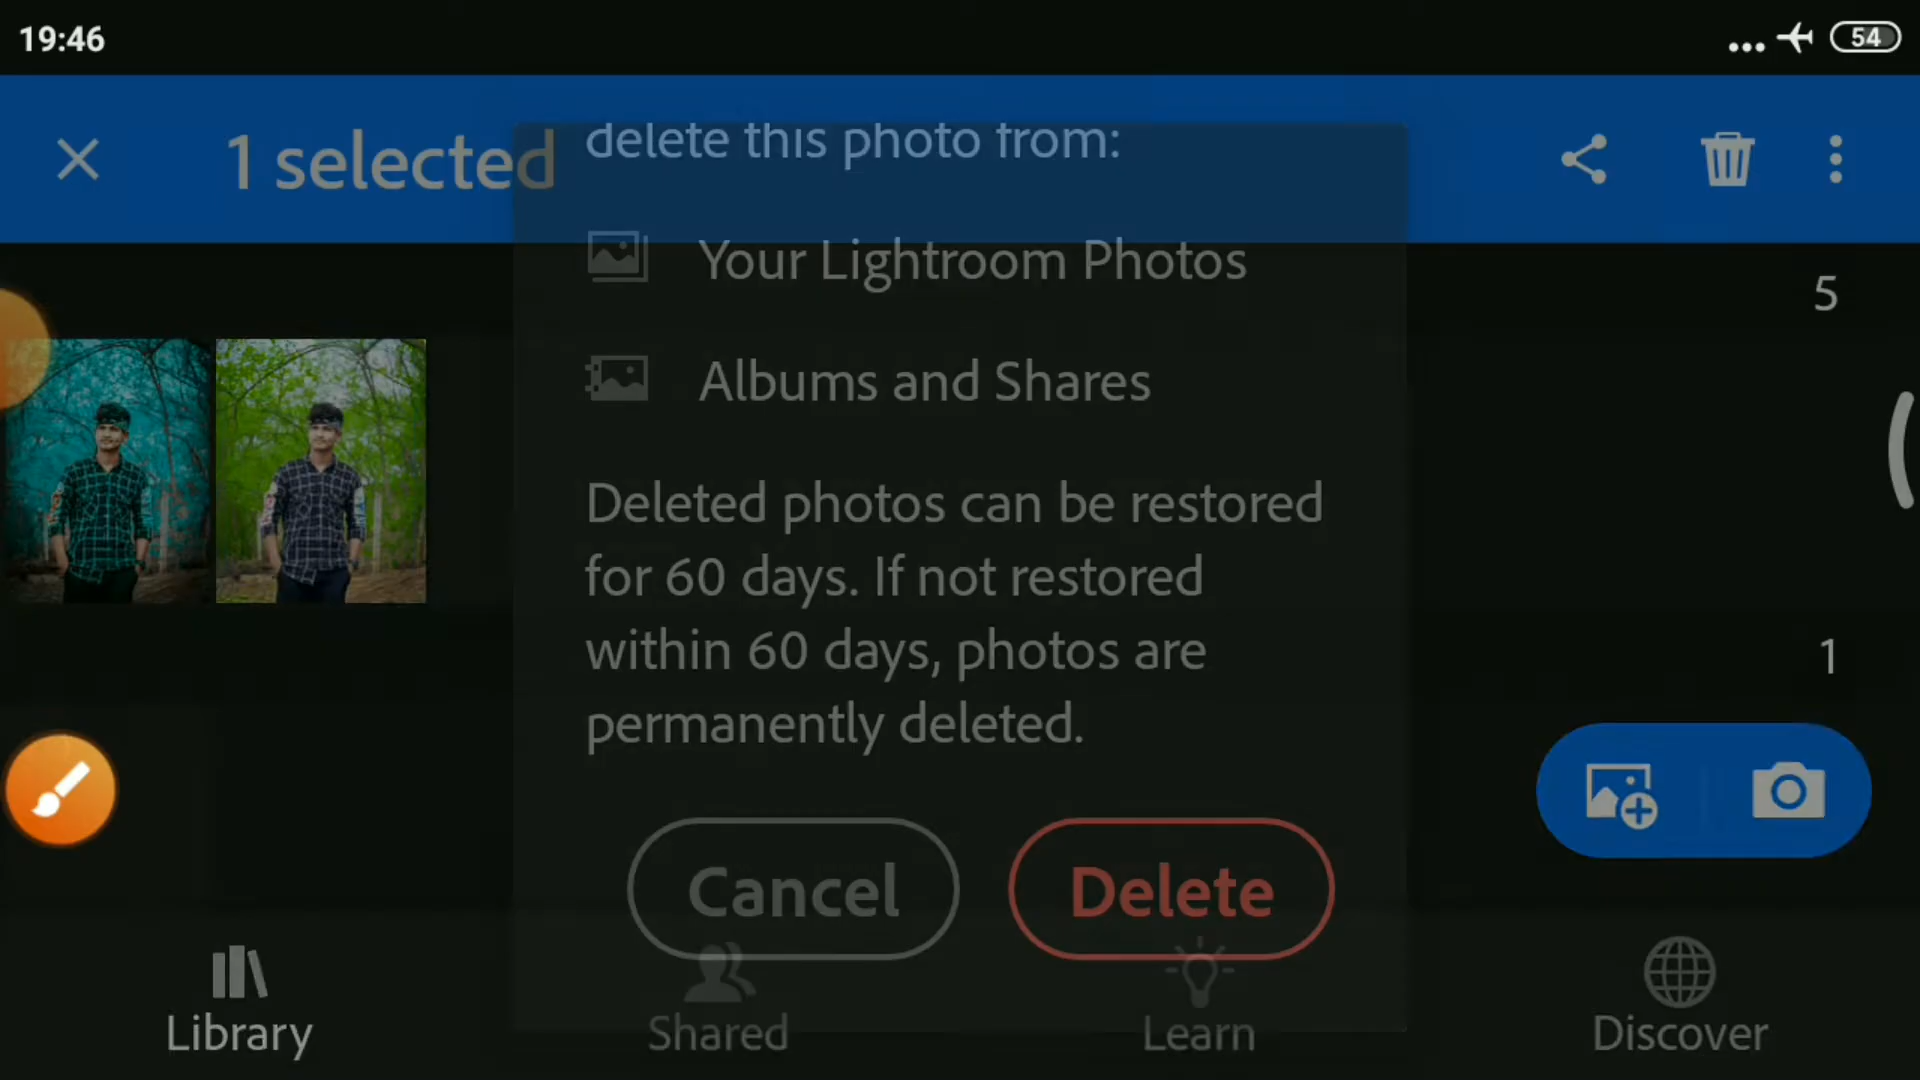 19:46
54
1 selected
delete this photo from:
Your Lightroom Photos
5
Albums and Shares
Deleted photos can be restored
for 60 days. If not restored
within 60 days, photos are
permanently deleted.
1
Cancel
Delete
Library
Shared
Learn
Discover